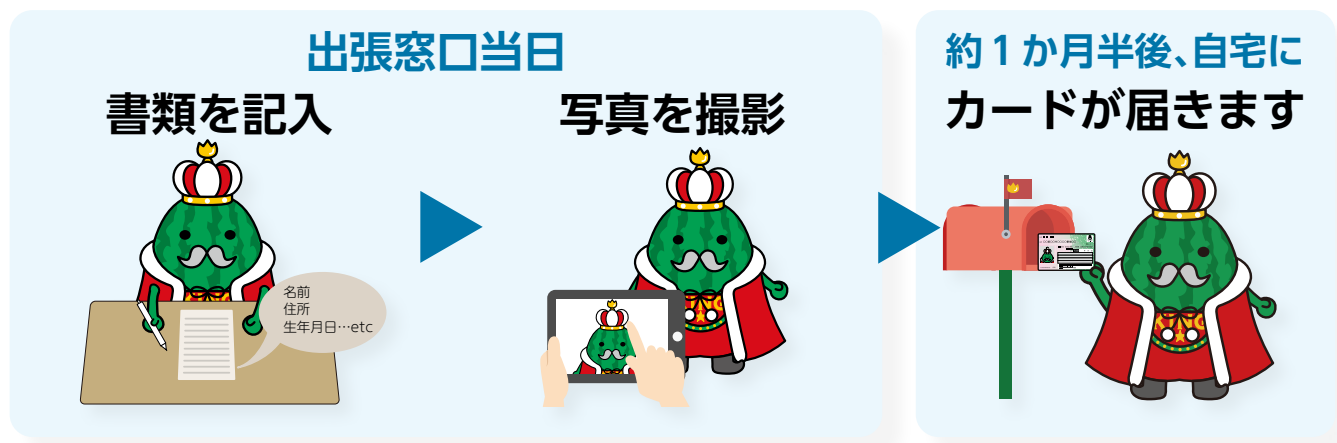 出張窓口当日
書類を記入
写真を撮影
名前
住所
生年月日…etc
約1か月半後、自宅に
カードが届きます